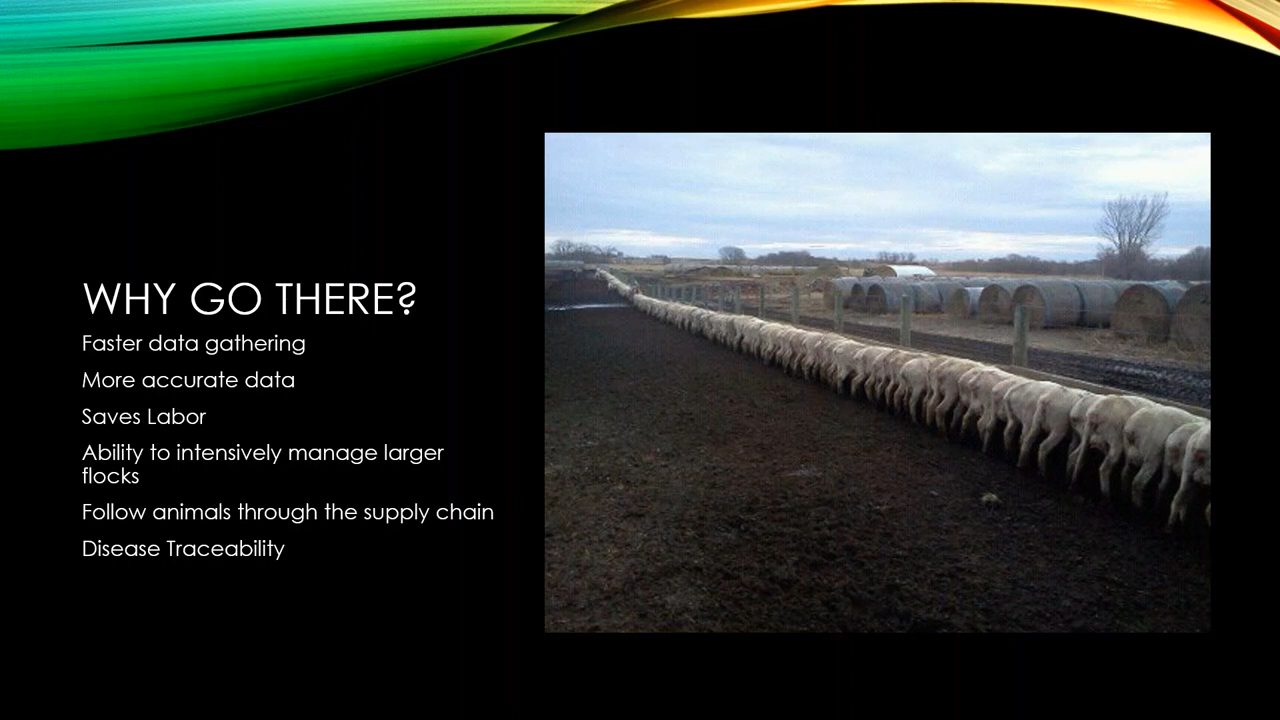 WHY GO THERE?
Faster data gathering
More accurate data
Saves Labor
Ability to intensively manage larger
flocks
Follow animals through the supply chain
Disease Traceability